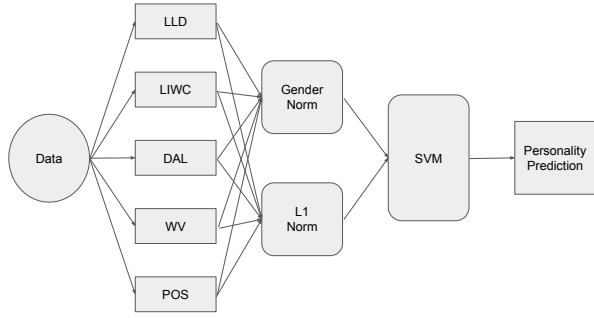 Data
LLD
LIWC
DAL
WV
POS
Gender
Norm
L1
Norm
SVM
Personality
Prediction